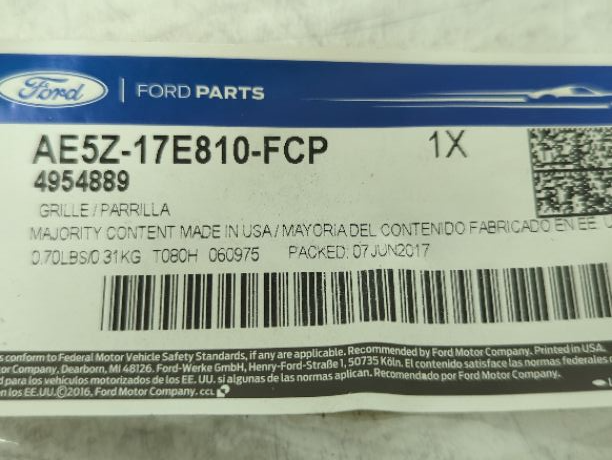 Ford | FORD PARTS
AE5Z-17E810-FCP 1X
4954889
GRILLE / PARRILLA
MAJORITY CONTENT MADE IN USA / MAYORIA DEL CONTENIDO FABRICADO EN EE U
0.70LBS/0.31KG T080H 060975 PACKED: 07JUN2017
s conform to Federal Motor Vehicle Safety Standards, if any are applicable. Recommended by Ford Motor Company. Printed in U.S.A.
otor Company, Dearborn, MI 48126. Ford-Werke GmbH, Henry-Ford-Straße 1, 50735 Köln. El contenido satisface las normas federales
d para los vehículos motorizados de los EE.UU. si algunas de las normas aplican. Recomendado por Ford Motor Company.
en los EE.UU.©2016, Ford Motor Company. CCL